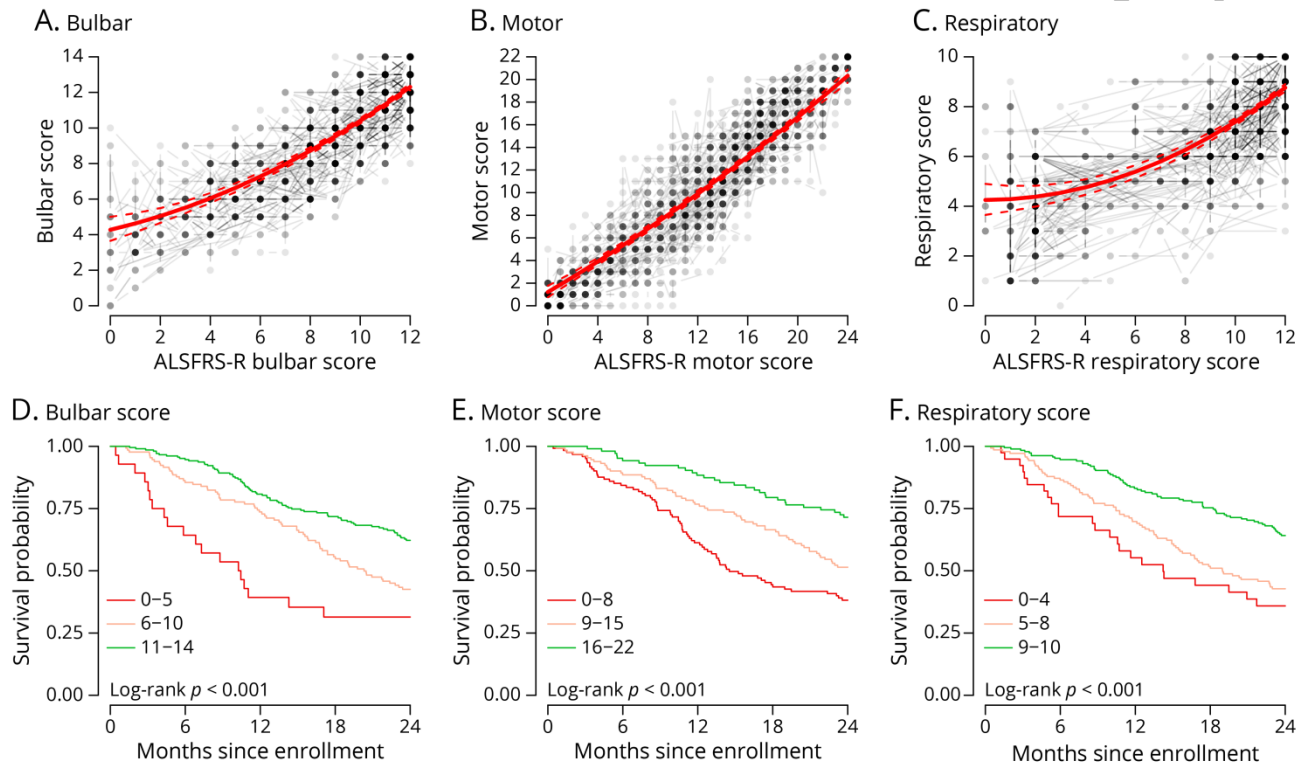 A. Bulbar
14
12
10
8
6
4
2
0
Bulbar score
0 2 4 6 8 10 12
ALSFRS-R bulbar score
B. Motor
22
20
18
16
14
12
10
8
6
4
2
0
Motor score
0 4 8 12 16 20 24
ALSFRS-R motor score
C. Respiratory
10
8
6
4
2
0
Respiratory score
0 2 4 6 8 10 12
ALSFRS-R respiratory score
D. Bulbar score
1.00
0.75
0.50
0.25
0.00
Survival probability
0–5
6–10
11–14
Log-rank p < 0.001
0 6 12 18 24
Months since enrollment
E. Motor score
1.00
0.75
0.50
0.25
0.00
Survival probability
0–8
9–15
16–22
Log-rank p < 0.001
0 6 12 18 24
Months since enrollment
F. Respiratory score
1.00
0.75
0.50
0.25
0.00
Survival probability
0–4
5–8
9–10
Log-rank p < 0.001
0 6 12 18 24
Months since enrollment